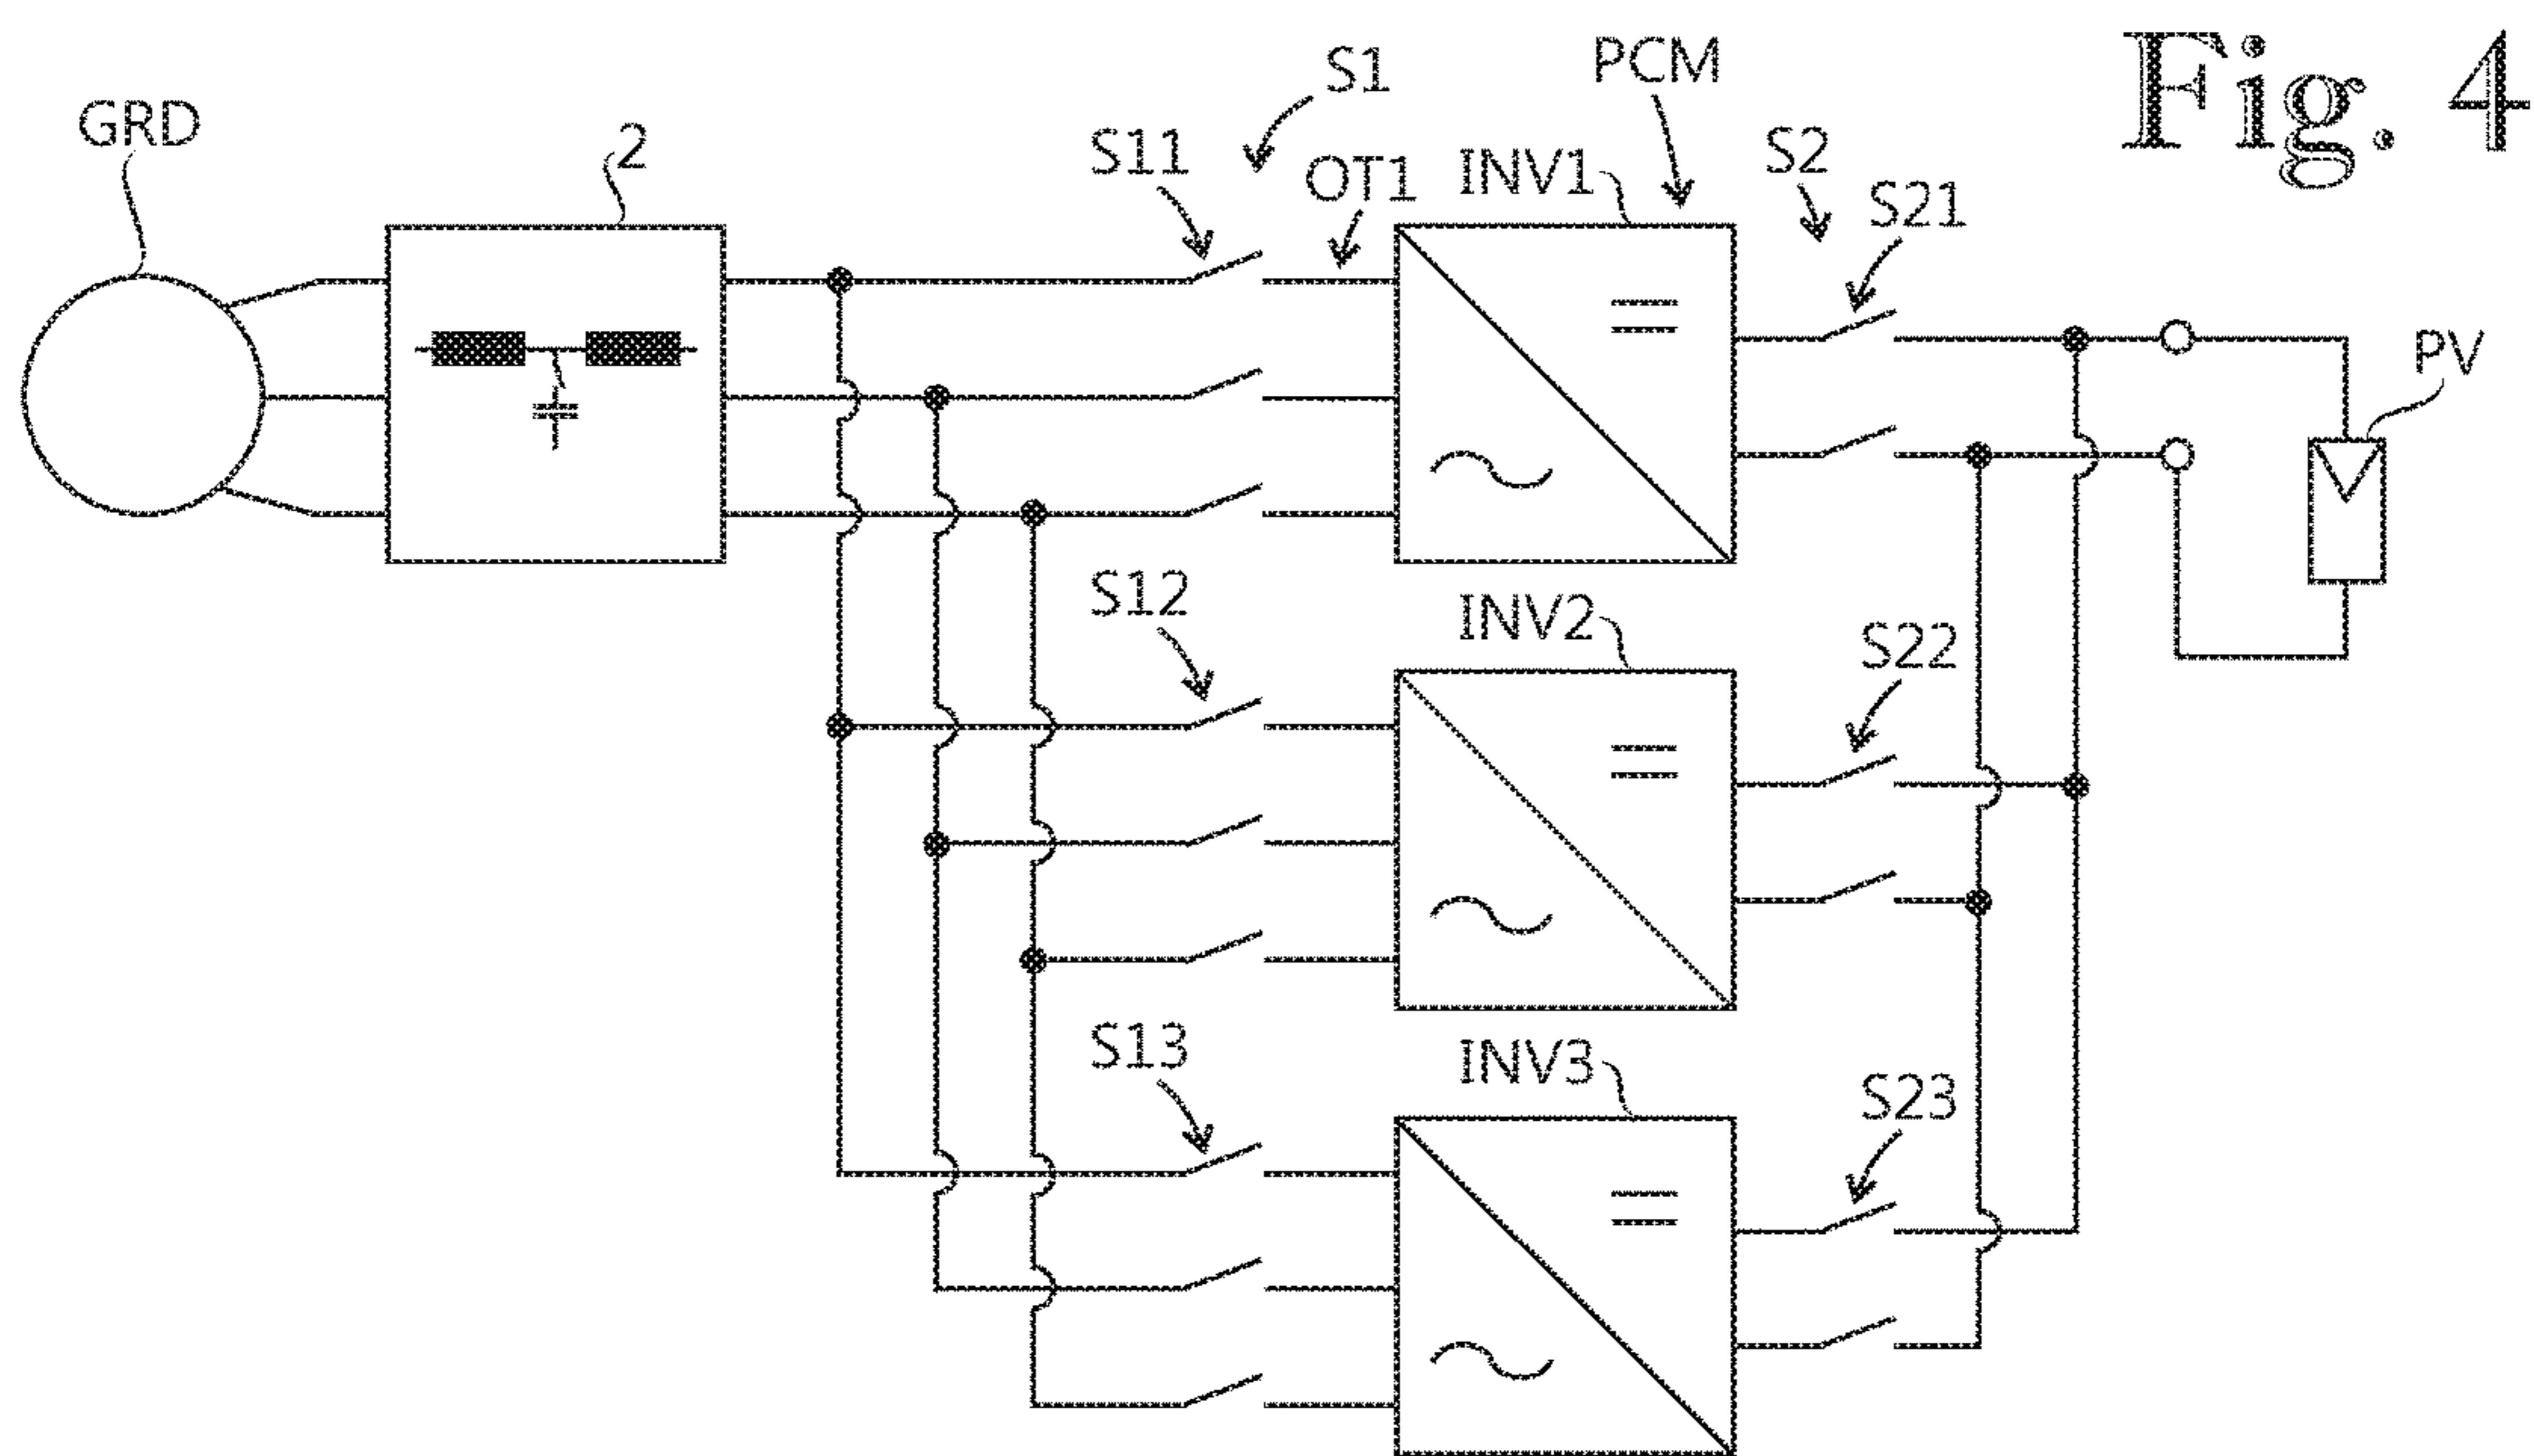 Fig. 4
GRD
2
S1
S11
OT1
INV1
PCM
S2
S21
PV
S12
INV2
S22
S13
INV3
S23